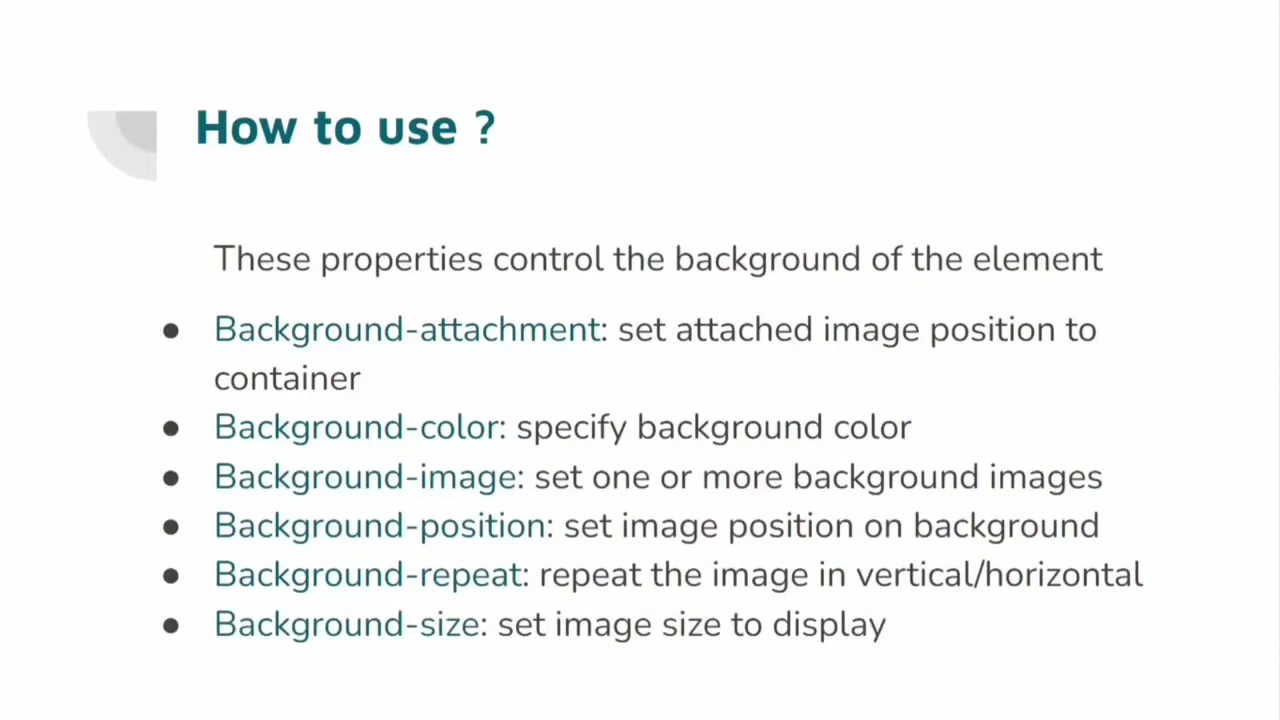 How to use ?
These properties control the background of the element
● Background-attachment: set attached image position to
container
● Background-color: specify background color
● Background-image: set one or more background images
● Background-position: set image position on background
● Background-repeat: repeat the image in vertical/horizontal
● Background-size: set image size to display